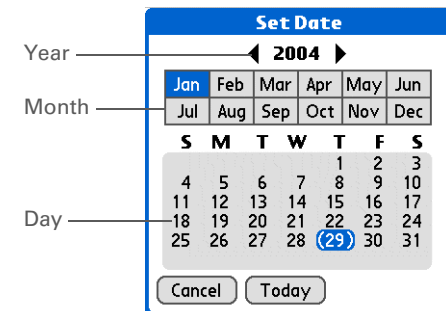 Set Date
Year
2004
Jan Feb Mar Apr May Jun
Month
Jul Aug Sep Oct Nov Dec
S M T W T F S
1 2 3
4 5 6 7 8 9 10
11 12 13 14 15 16 17
Day
18 19 20 21 22 23 24
25 26 27 28 (29) 30 31
Cancel Today